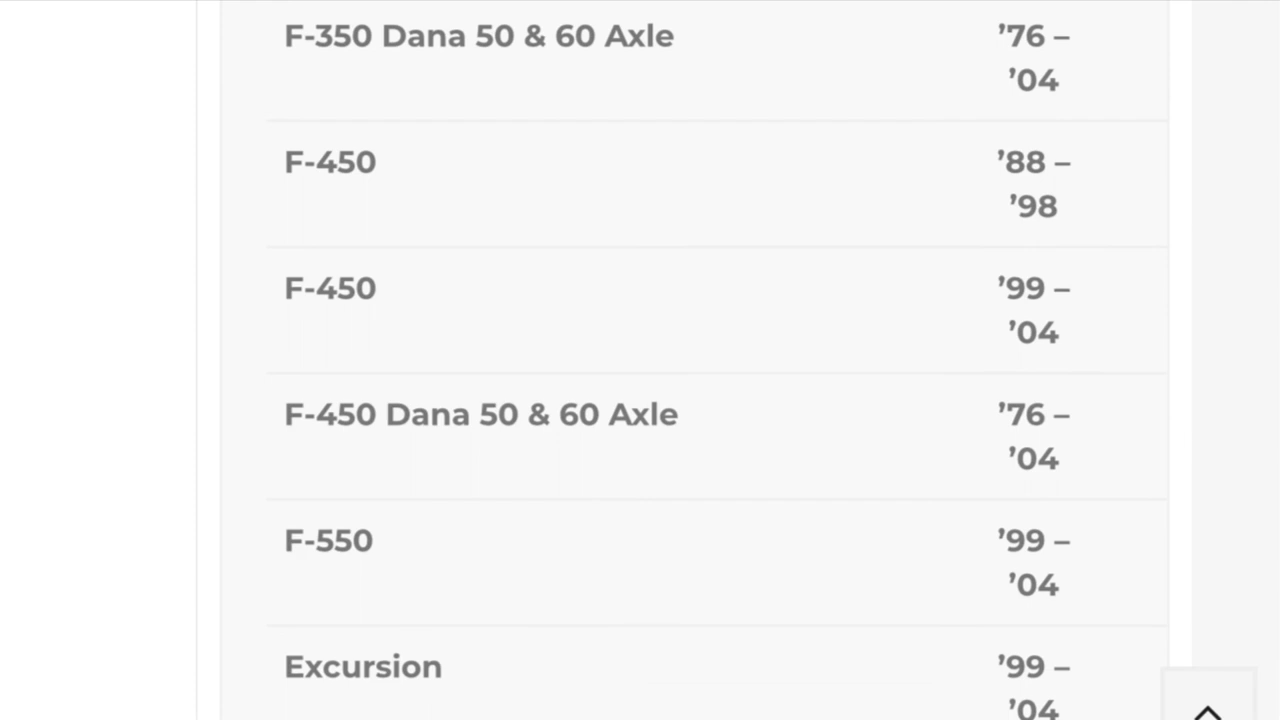 F-350 Dana 50 & 60 Axle ’76 –
’04
F-450 ’88 –
’98
F-450 ’99 –
’04
F-450 Dana 50 & 60 Axle ’76 –
’04
F-550 ’99 –
’04
Excursion ’99 –
’04